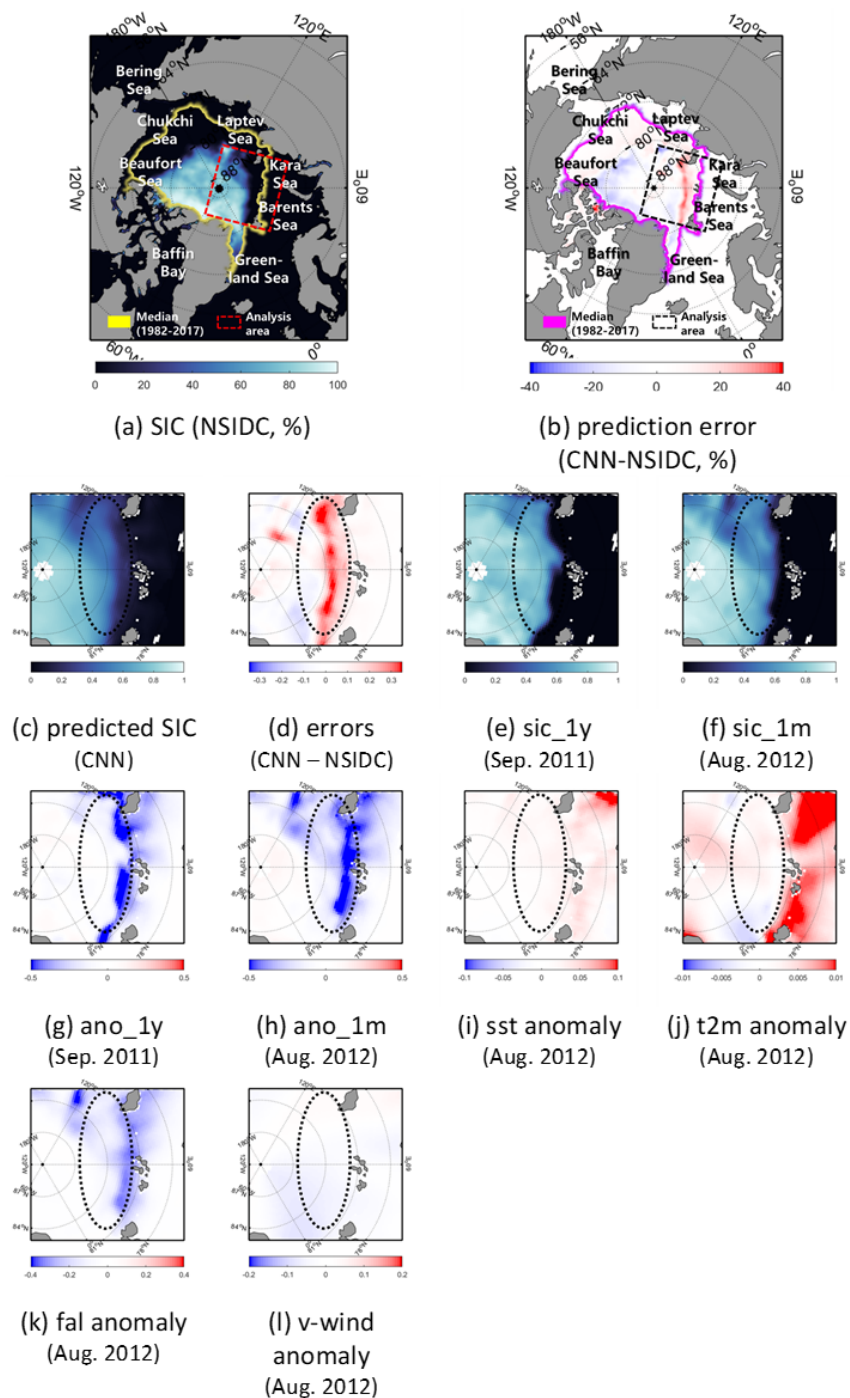 180°W
120°E
Bering
Sea
Chukchi
Sea
Laptev
Sea
88°N
Beaufort
Sea
Kara
Sea
120°W
60°E
Barents
Sea
Baffin
Bay
Green-
land Sea
Median
(1982-2017)
Analysis
area
60°W
0°
0 20 40 60 80 100
(a) SIC (NSIDC, %)
180°W
120°E
Bering
Sea
Chukchi
Sea
Laptev
Sea
80°N
88°N
Beaufort
Sea
Kara
Sea
120°W
60°E
Barents
Sea
Baffin
Bay
Green-
land Sea
Median
(1982-2017)
Analysis
area
60°W
0°
-40 -20 0 20 40
(b) prediction error
(CNN-NSIDC, %)
0 0.2 0.4 0.6 0.8 1
-0.3 -0.2 -0.1 0 0.1 0.2 0.3
0 0.2 0.4 0.6 0.8 1
0 0.2 0.4 0.6 0.8 1
(c) predicted SIC
(CNN)
(d) errors
(CNN – NSIDC)
(e) sic_1y
(Sep. 2011)
(f) sic_1m
(Aug. 2012)
-0.5 0 0.5
-0.5 0 0.5
-0.1 -0.05 0 0.05 0.1
-0.01 -0.005 0 0.005 0.01
(g) ano_1y
(Sep. 2011)
(h) ano_1m
(Aug. 2012)
(i) sst anomaly
(Aug. 2012)
(j) t2m anomaly
(Aug. 2012)
-0.4 -0.2 0 0.2 0.4
-0.2 -0.1 0 0.1 0.2
(k) fal anomaly
(Aug. 2012)
(l) v-wind
anomaly
(Aug. 2012)